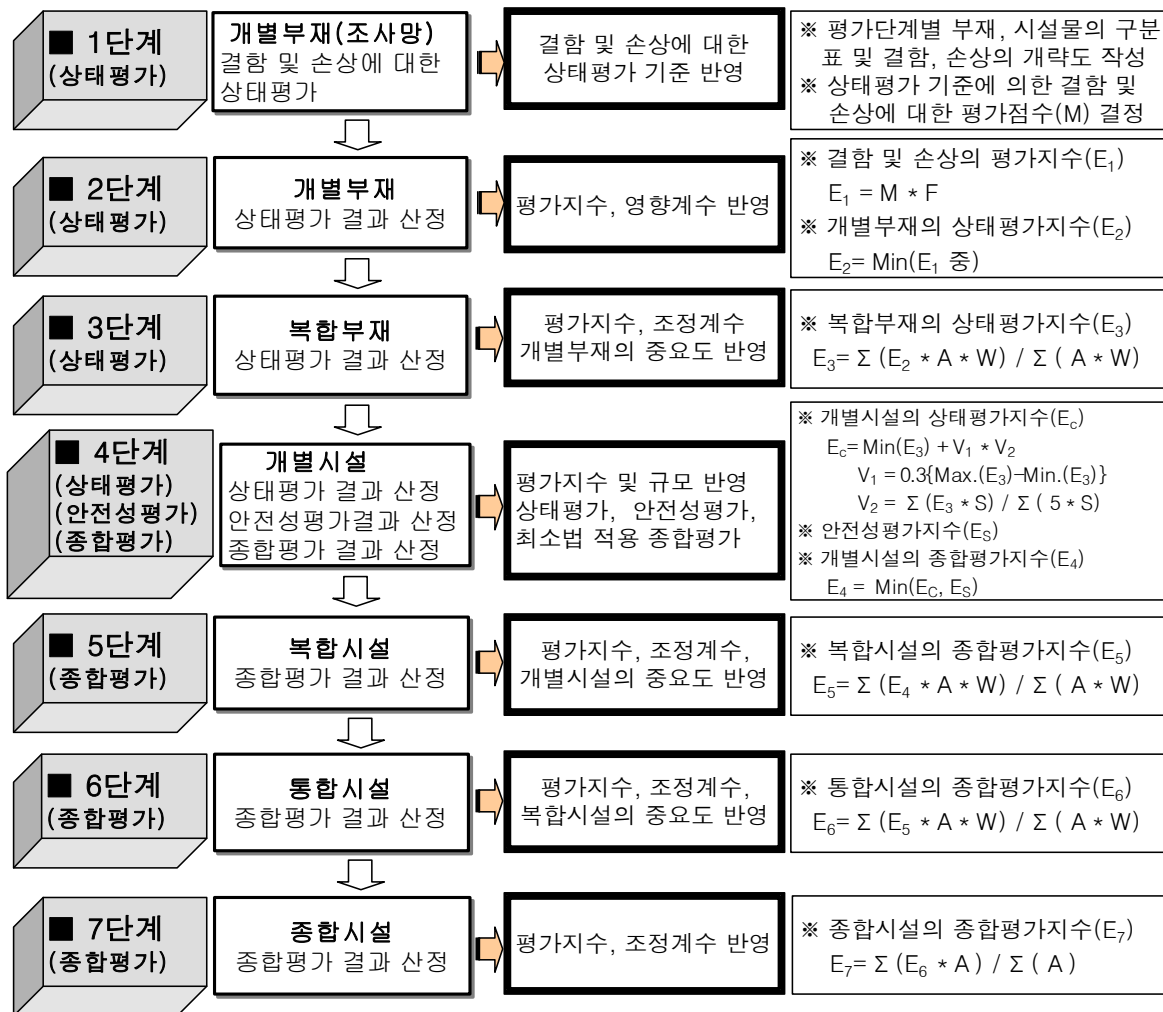 ■ 1단계
(상태평가)
개별부재(조사망)
결함 및 손상에 대한
상태평가
결함 및 손상에 대한
상태평가 기준 반영
※ 평가단계별 부재, 시설물의 구분
표 및 결함, 손상의 개략도 작성
※ 상태평가 기준에 의한 결함 및
손상에 대한 평가점수(M) 결정
■ 2단계
(상태평가)
개별부재
상태평가 결과 산정
평가지수, 영향계수 반영
※ 결함 및 손상의 평가지수(E₁)
E₁ = M * F
※ 개별부재의 상태평가지수(E₂)
E₂= Min(E₁ 중)
■ 3단계
(상태평가)
복합부재
상태평가 결과 산정
평가지수, 조정계수
개별부재의 중요도 반영
※ 복합부재의 상태평가지수(E₃)
E₃= Σ (E₂ * A * W) / Σ ( A * W)
■ 4단계
(상태평가)
(안전성평가)
(종합평가)
개별시설
상태평가 결과 산정
안전성평가결과 산정
종합평가 결과 산정
평가지수 및 규모 반영
상태평가, 안전성평가,
최소법 적용 종합평가
※ 개별시설의 상태평가지수(E_c)
E_c= Min(E₃) + V₁ * V₂
V₁ = 0.3{Max.(E₃)-Min.(E₃)}
V₂ = Σ (E₃ * S) / Σ ( 5 * S)
※ 안전성평가지수(E_S)
※ 개별시설의 종합평가지수(E₄)
E₄ = Min(E_C, E_S)
■ 5단계
(종합평가)
복합시설
종합평가 결과 산정
평가지수, 조정계수,
개별시설의 중요도 반영
※ 복합시설의 종합평가지수(E₅)
E₅= Σ (E₄ * A * W) / Σ ( A * W)
■ 6단계
(종합평가)
통합시설
종합평가 결과 산정
평가지수, 조정계수,
복합시설의 중요도 반영
※ 통합시설의 종합평가지수(E₆)
E₆= Σ (E₅ * A * W) / Σ ( A * W)
■ 7단계
(종합평가)
종합시설
종합평가 결과 산정
평가지수, 조정계수 반영
※ 종합시설의 종합평가지수(E₇)
E₇= Σ (E₆ * A ) / Σ ( A )